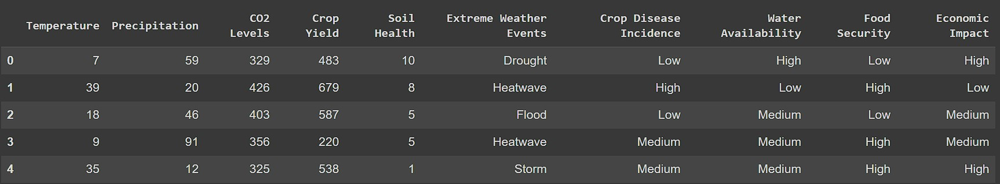 Temperature Precipitation CO2 Levels Crop Yield Soil Health Extreme Weather Events Crop Disease Incidence Water Availability Food Security Economic Impact
0 7 59 329 483 10 Drought Low High Low High
1 39 20 426 679 8 Heatwave High Low High Low
2 18 46 403 587 5 Flood Low Medium Low Medium
3 9 91 356 220 5 Heatwave Medium Medium High Medium
4 35 12 325 538 1 Storm Medium Medium High High